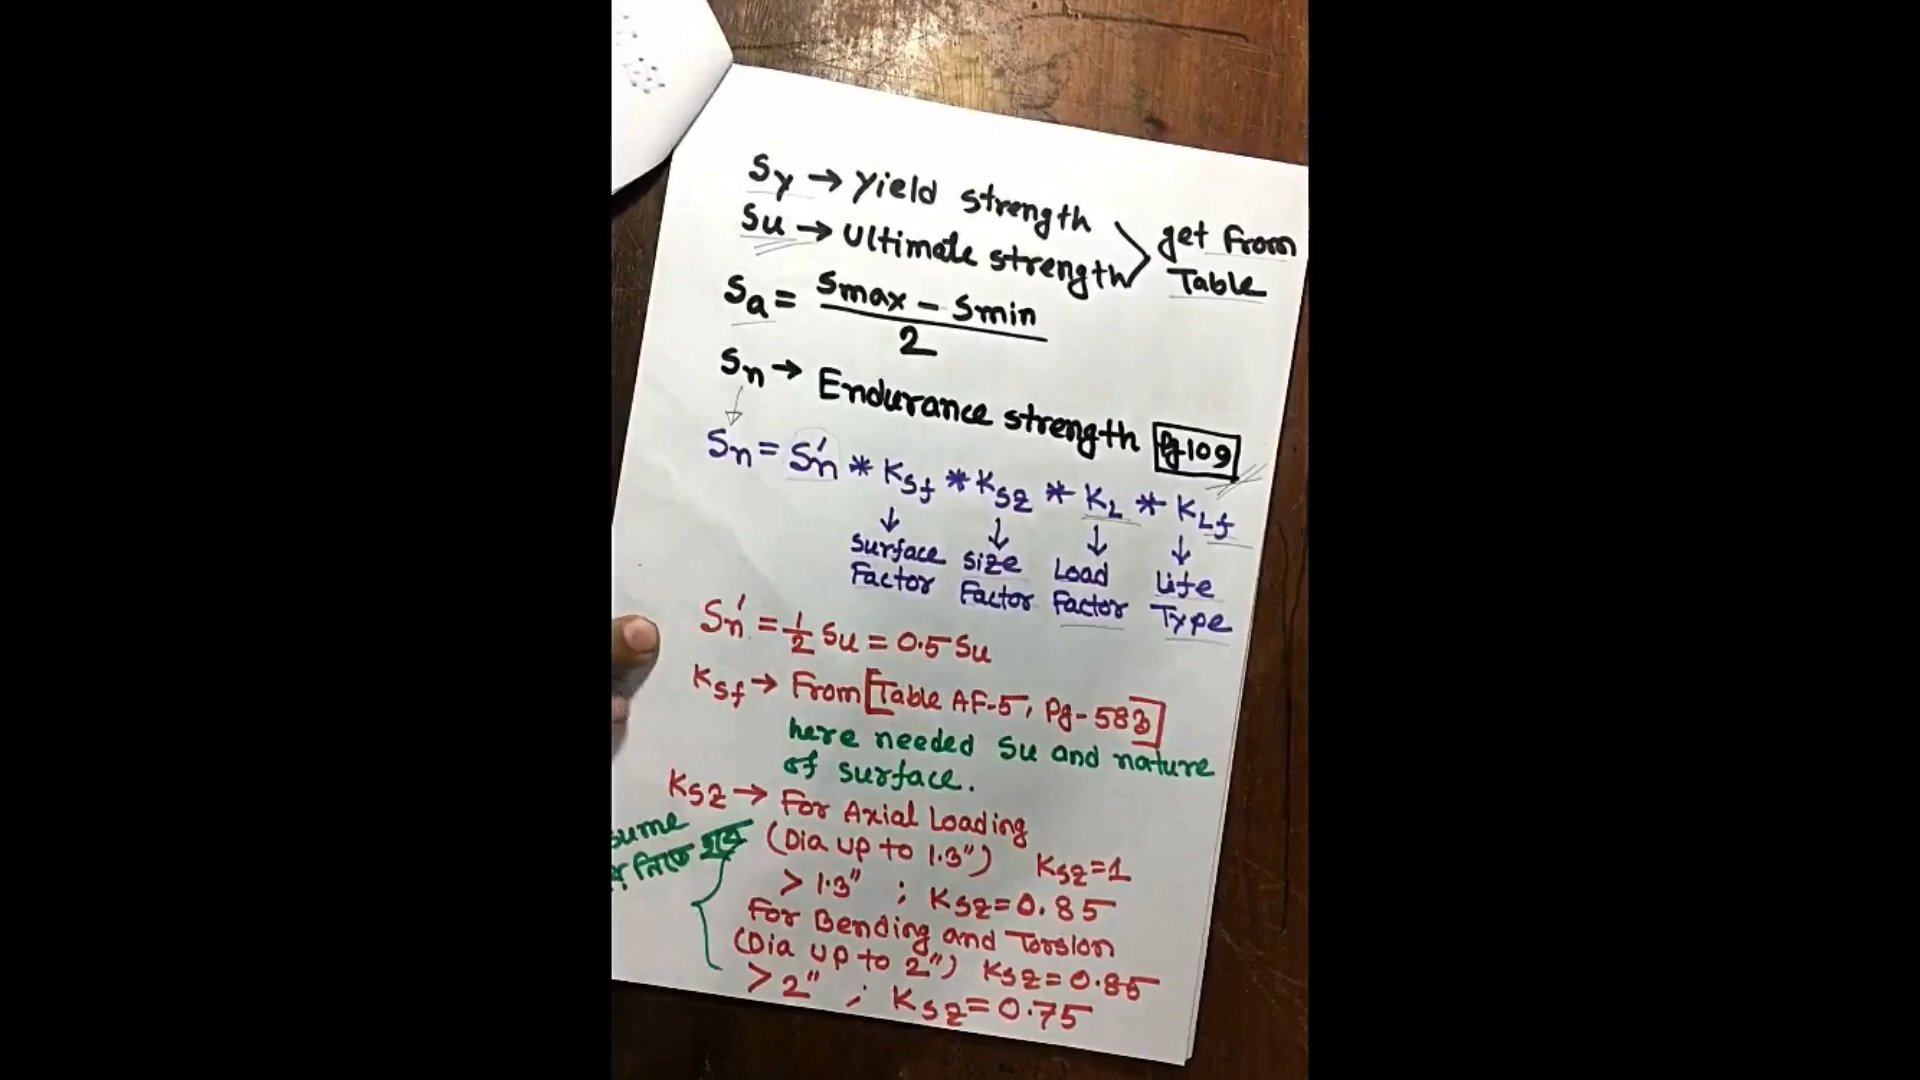 Sy → Yield strength
Su → Ultimate strength
get From
Table
Sa = Smax - Smin / 2
Sn → Endurance strength Pg 109
Sn = S'n * Ksf * Ksz * KL * KLf
↓ ↓ ↓ ↓
Surface Factor
Size Factor
Load Factor
Life Type
S'n = 1/2 Su = 0.5 Su
Ksf → From [Table AF-5, Pg-583]
here needed Su and nature
of surface.
Ksz → For Axial Loading
(Dia up to 1.3") Ksz=1
> 1.3" ; Ksz=0.85
For Bending and Torsion
(Dia up to 2") Ksz=0.85
> 2" ; Ksz=0.75
sume
নিতে হবে